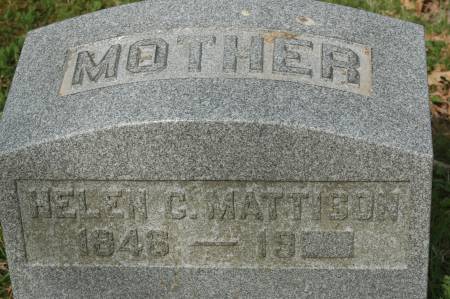 MOTHER
HELEN C. MATTISON
1846 — 19